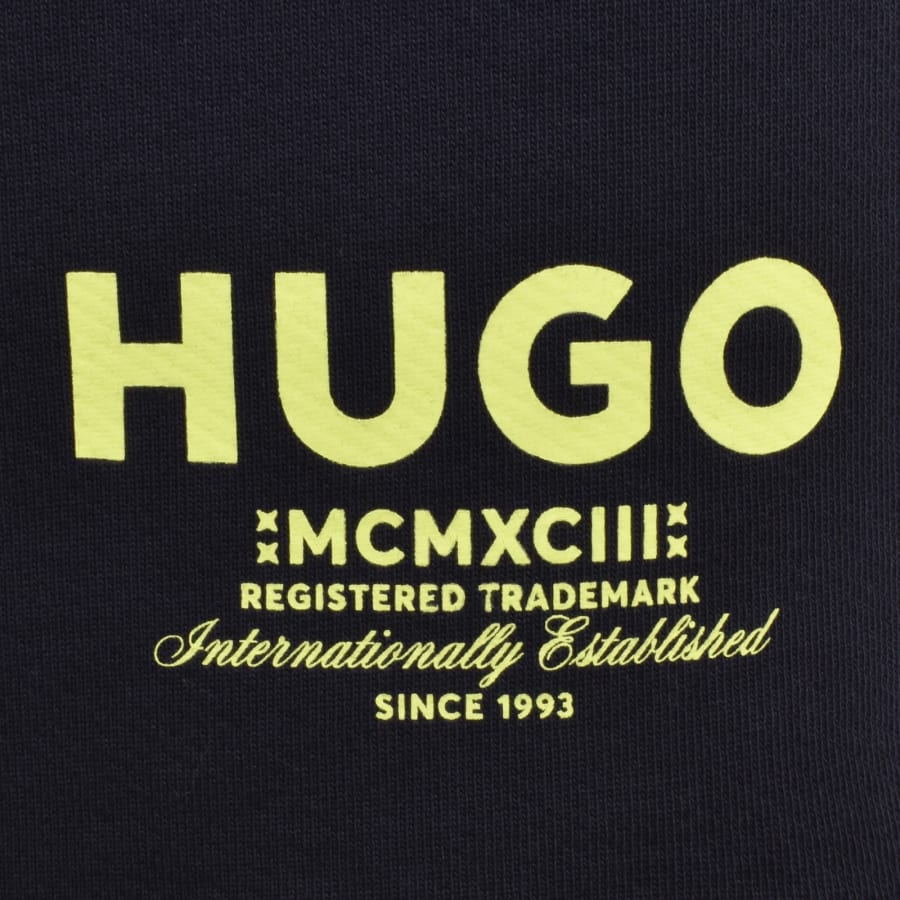 HUGO
MCMXCIII
REGISTERED TRADEMARK
Internationally Established
SINCE 1993